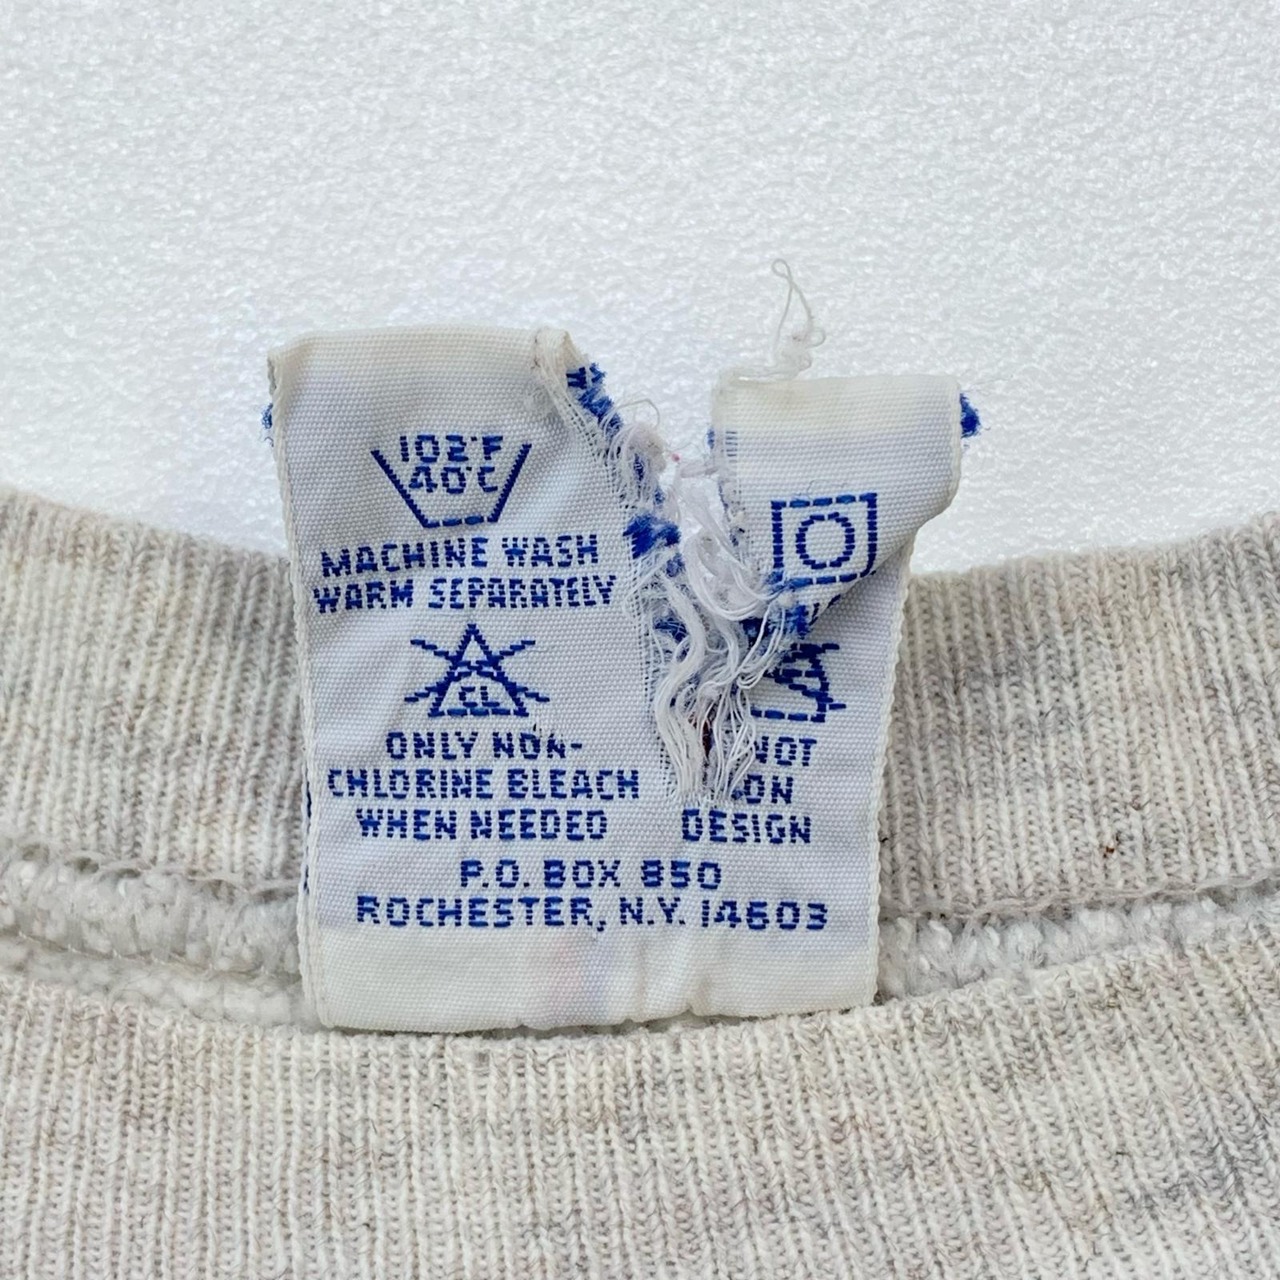 102°F
40°C
MACHINE WASH
WARM SEPARATELY
CL
ONLY NON-
CHLORINE BLEACH
WHEN NEEDED
NOT
ON
DESIGN
P.O. BOX 850
ROCHESTER, N.Y. 14603